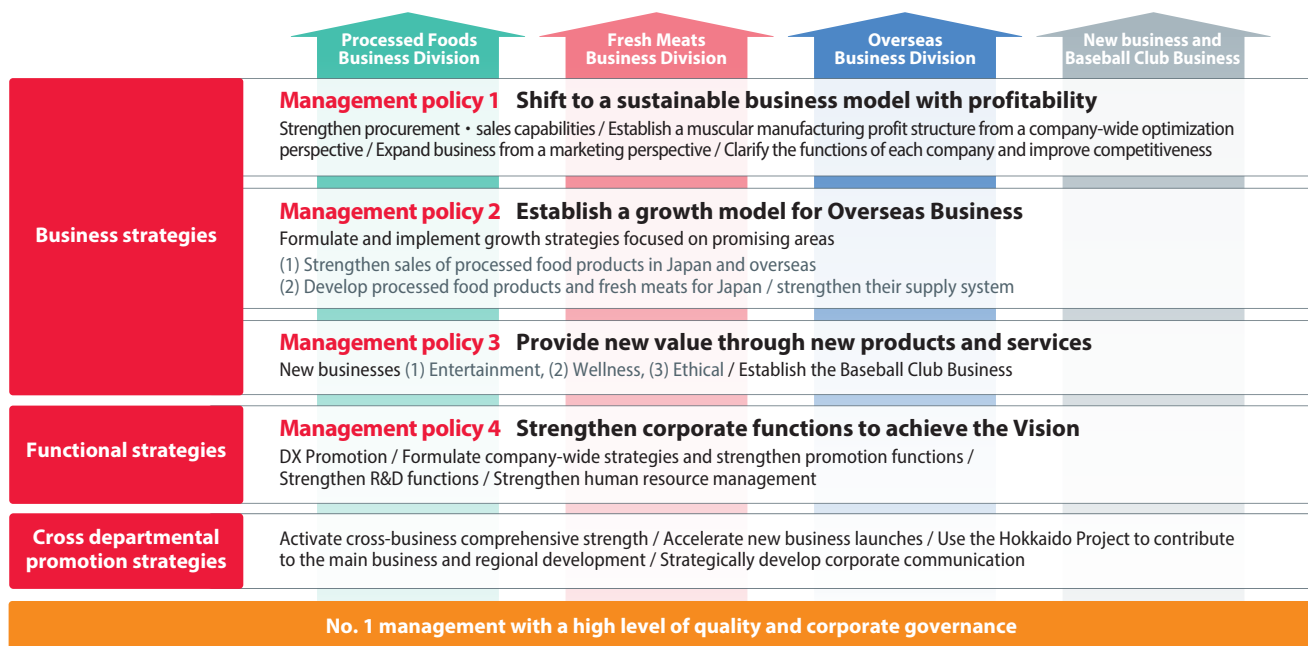 Processed Foods
Business Division
Fresh Meats
Business Division
Overseas
Business Division
New business and
Baseball Club Business
Business strategies
Management policy 1 Shift to a sustainable business model with profitability
Strengthen procurement・sales capabilities / Establish a muscular manufacturing profit structure from a company-wide optimization
perspective / Expand business from a marketing perspective / Clarify the functions of each company and improve competitiveness
Management policy 2 Establish a growth model for Overseas Business
Formulate and implement growth strategies focused on promising areas
(1) Strengthen sales of processed food products in Japan and overseas
(2) Develop processed food products and fresh meats for Japan / strengthen their supply system
Management policy 3 Provide new value through new products and services
New businesses (1) Entertainment, (2) Wellness, (3) Ethical / Establish the Baseball Club Business
Functional strategies
Management policy 4 Strengthen corporate functions to achieve the Vision
DX Promotion / Formulate company-wide strategies and strengthen promotion functions /
Strengthen R&D functions / Strengthen human resource management
Cross departmental
promotion strategies
Activate cross-business comprehensive strength / Accelerate new business launches / Use the Hokkaido Project to contribute
to the main business and regional development / Strategically develop corporate communication
No. 1 management with a high level of quality and corporate governance